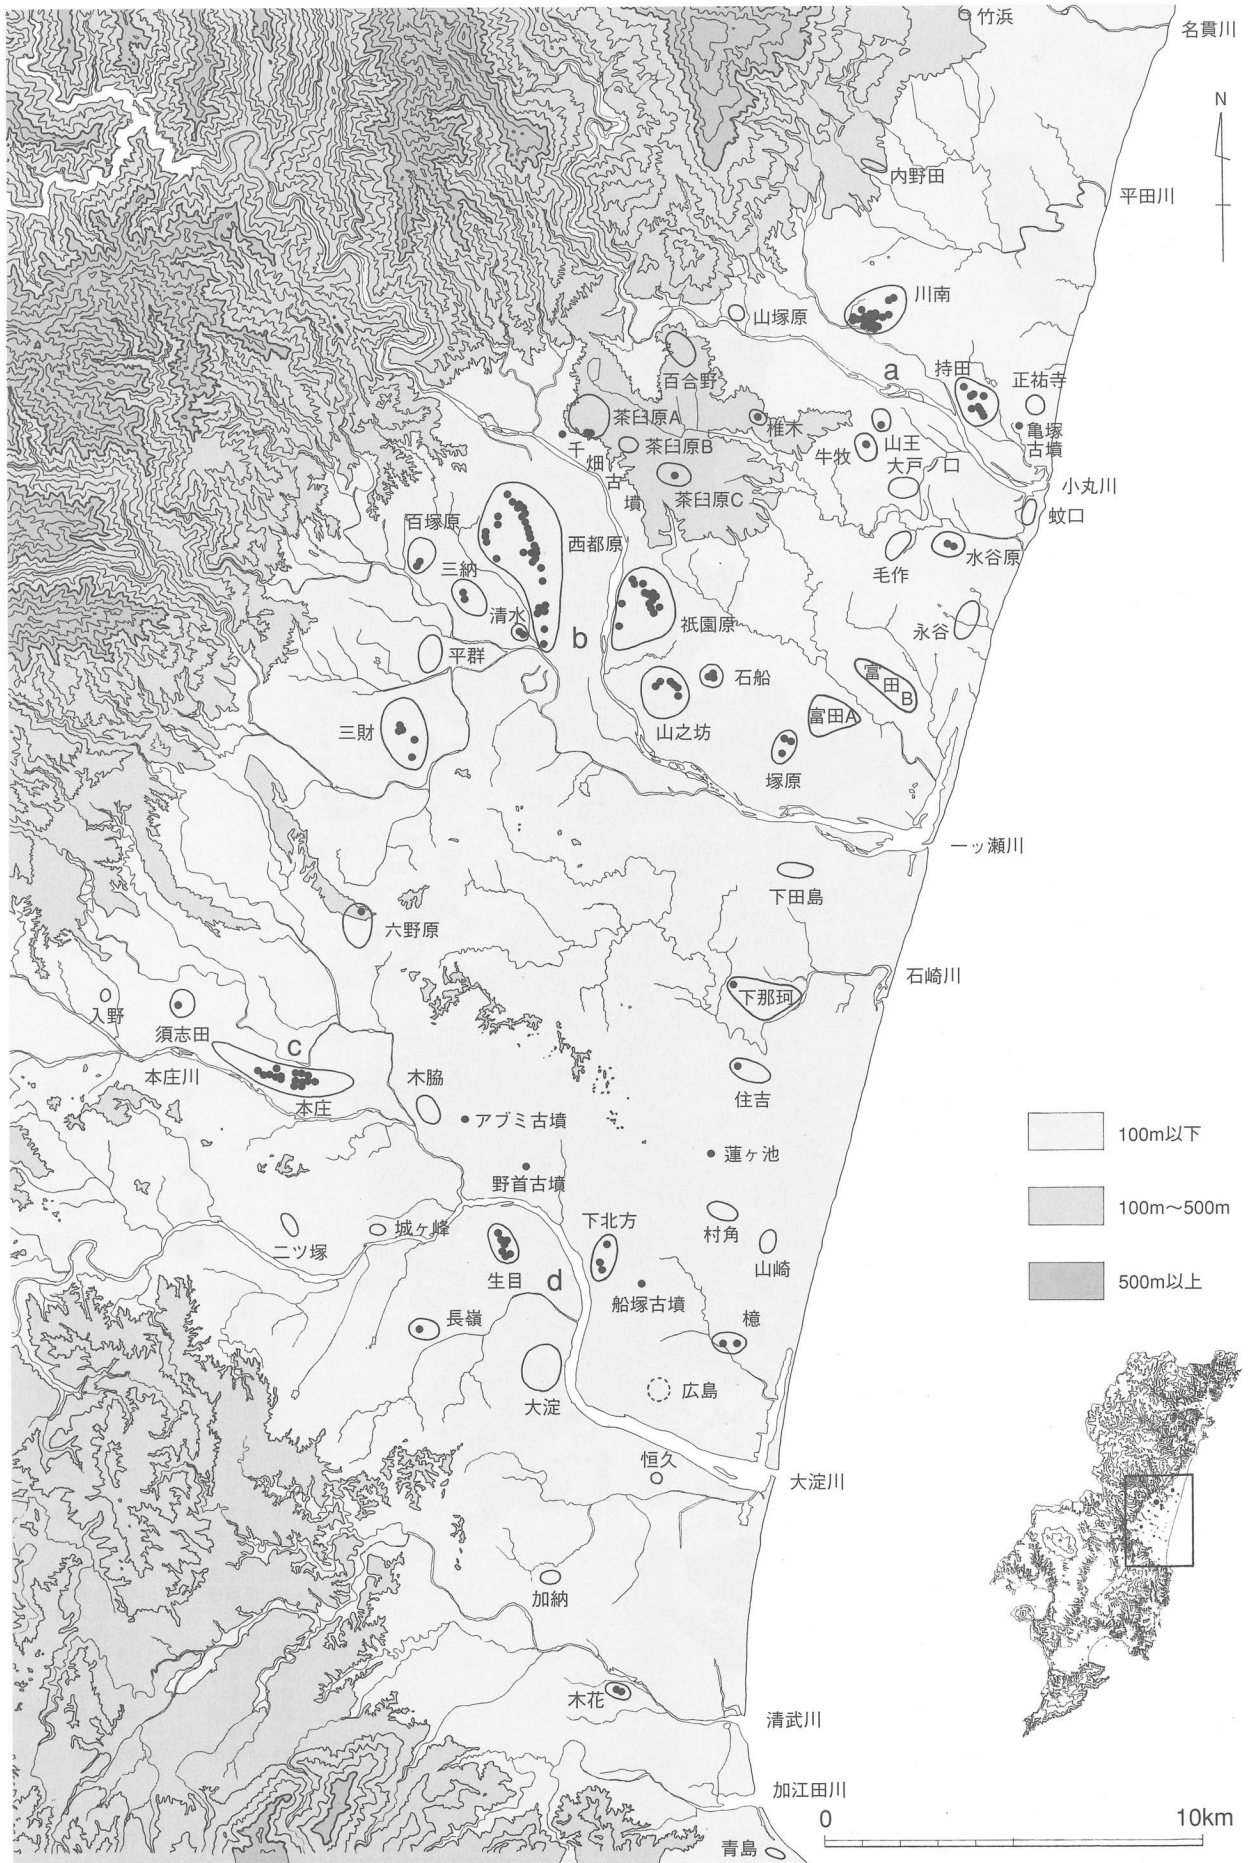 竹浜
名貫川
N
内野田
平田川
川南
山塚原
a
持田
正祐寺
百合野
茶臼原A
椎木
亀塚
古墳
山王
千畑古墳
茶臼原B
牛牧
大戸ノ口
小丸川
茶臼原C
蚊口
百塚原
西都原
水谷原
三納
毛作
清水
祇園原
永谷
b
平群
石船
富田B
富田A
三財
山之坊
塚原
一ッ瀬川
下田島
六野原
石崎川
下那珂
入野
須志田
c
本庄川
木脇
住吉
本庄
アブミ古墳
100m以下
蓮ヶ池
野首古墳
100m～500m
城ヶ峰
下北方
村角
二ツ塚
山崎
生目
d
500m以上
船塚古墳
長嶺
檍
広島
大淀
恒久
大淀川
加納
木花
清武川
加江田川
0
10km
青島